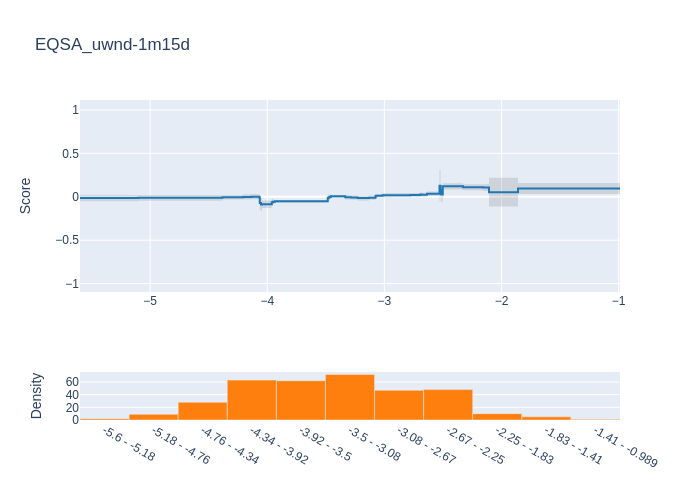 EQSA_uwnd-1m15d
Score
1
0.5
0
−0.5
−1
−5
−4
−3
−2
−1
Density
60
40
20
0
-5.6 - -5.18
-5.18 - -4.76
-4.76 - -4.34
-4.34 - -3.92
-3.92 - -3.5
-3.5 - -3.08
-3.08 - -2.67
-2.67 - -2.25
-2.25 - -1.83
-1.83 - -1.41
-1.41 - -0.989